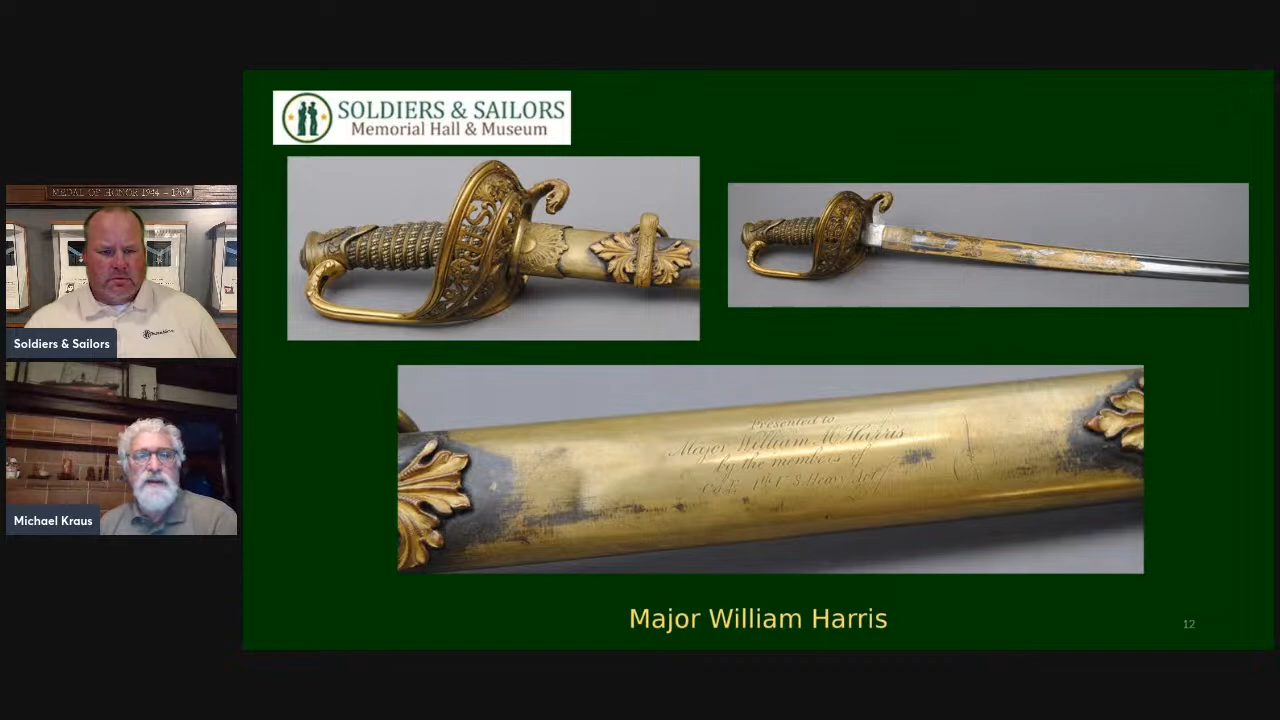 SOLDIERS & SAILORS
Memorial Hall & Museum
MEDAL OF HONOR
Soldiers & Sailors
Michael Kraus
Presented to
Major William M Harris
by the members of
Major William Harris
12